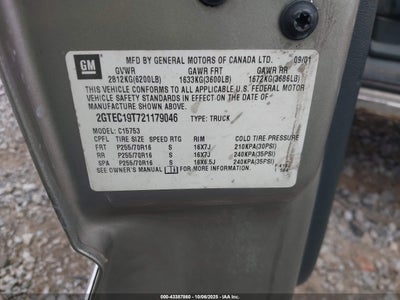 GM
MFD BY GENERAL MOTORS OF CANADA LTD. 09/01
GVWR GAWR FRT GAWR RR
2812KG(6200LB) 1633KG(3600LB) 1672KG(3686LB)
THIS VEHICLE CONFORMS TO ALL APPLICABLE U.S. FEDERAL MOTOR
VEHICLE SAFETY STANDARDS IN EFFECT ON THE DATE OF
MANUFACTURE SHOWN ABOVE.
2GTEC19T721179046 TYPE: TRUCK
C15753
CPFL TIRE SIZE SPEED RTG RIM COLD TIRE PRESSURE
FRT P255/70R16 S 16X7J 210KPA(30PSI)
RR P255/70R16 S 16X7J 240KPA(35PSI)
SPA P255/70R16 S 16X6.5J 240KPA(35PSI)
SEE OWNER'S MANUAL FOR MORE INFORMATION.
000-43387060 - 10/08/2025 -